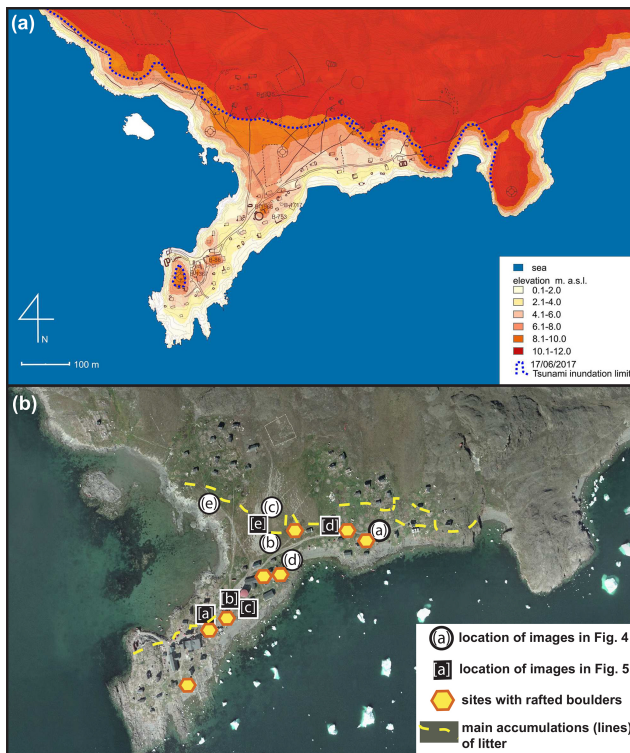 (a)
sea
elevation m. a.s.l.
0.1-2.0
2.1-4.0
4.1-6.0
6.1-8.0
8.1-10.0
10.1-12.0
17/06/2017
Tsunami inundation limit
N
100 m
(b)
(e)
(c)
[e]
[d]
(a)
(b)
(d)
[b]
[a]
[c]
(a) location of images in Fig. 4
[a] location of images in Fig. 5
sites with rafted boulders
main accumulations (lines)
of litter